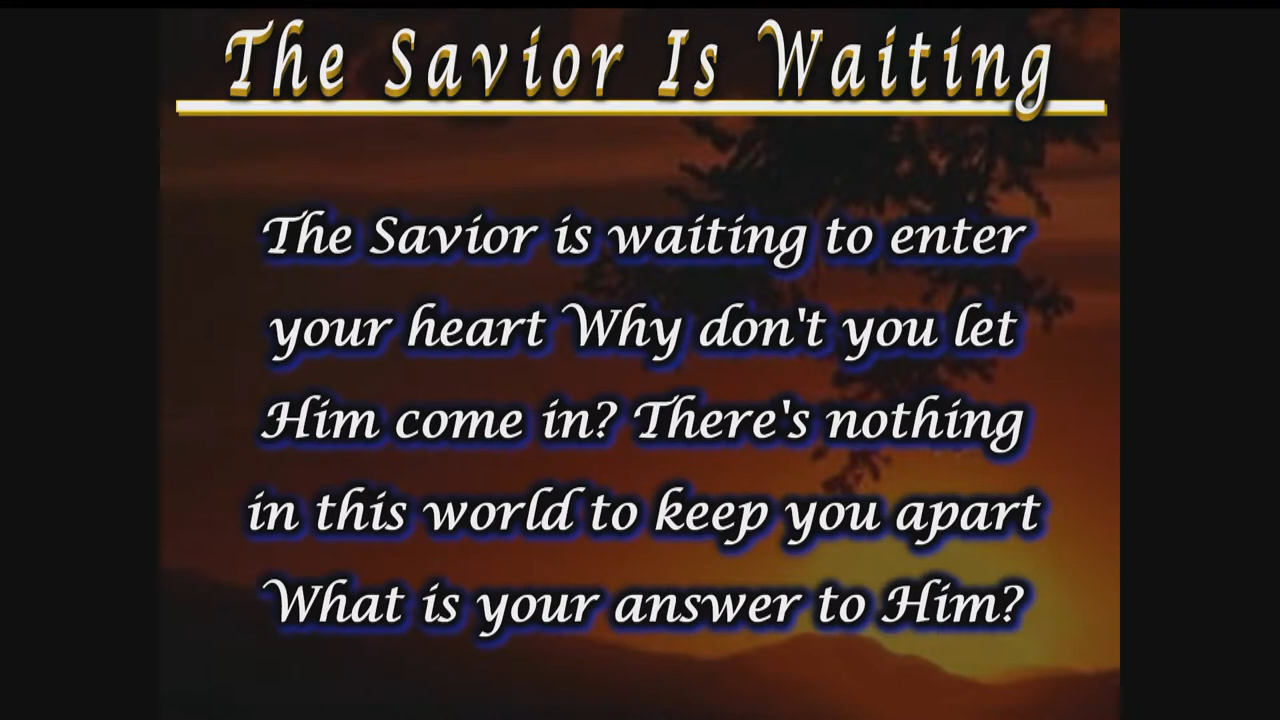 The Savior Is Waiting
The Savior is waiting to enter
your heart Why don't you let
Him come in? There's nothing
in this world to keep you apart
What is your answer to Him?